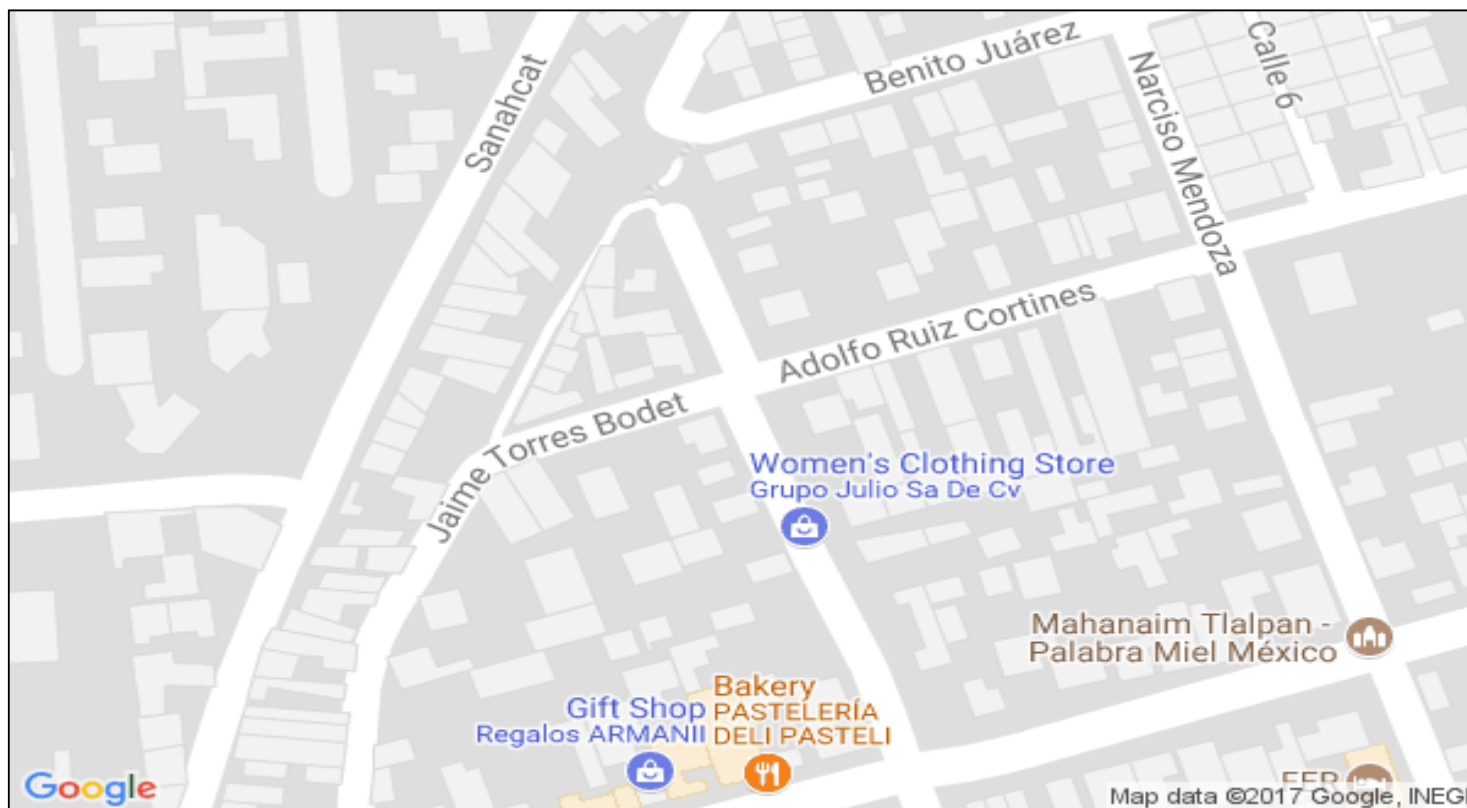 Benito Juárez
Calle 6
Sanahcat
Narciso Mendoza
Adolfo Ruiz Cortines
Jaime Torres Bodet
Women's Clothing Store
Grupo Julio Sa De Cv
Mahanaim Tlalpan -
Palabra Miel México
Bakery
PASTELERÍA
DELI PASTELI
Gift Shop
Regalos ARMANII
Google
Map data ©2017 Google, INEGI